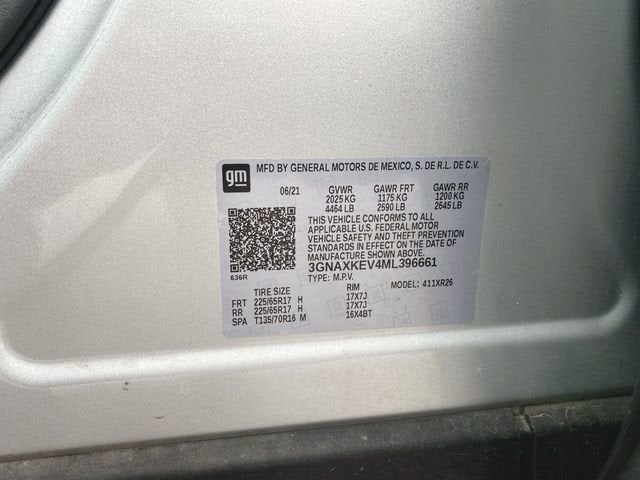 gm MFD BY GENERAL MOTORS DE MEXICO, S. DE R.L. DE C.V.
06/21 GVWR GAWR FRT GAWR RR
2025 KG 1175 KG 1200 KG
4464 LB 2590 LB 2645 LB
THIS VEHICLE CONFORMS TO ALL
APPLICABLE U.S. FEDERAL MOTOR
VEHICLE SAFETY AND THEFT PREVENTION
STANDARDS IN EFFECT ON THE DATE OF
MANUFACTURE SHOWN ABOVE.
3GNAXKEV4ML396661
636R TYPE: M.P.V. MODEL: 411XR26
TIRE SIZE RIM
FRT 225/65R17 H 17X7J
RR 225/65R17 H 17X7J
SPA T135/70R16 M 16X4BT